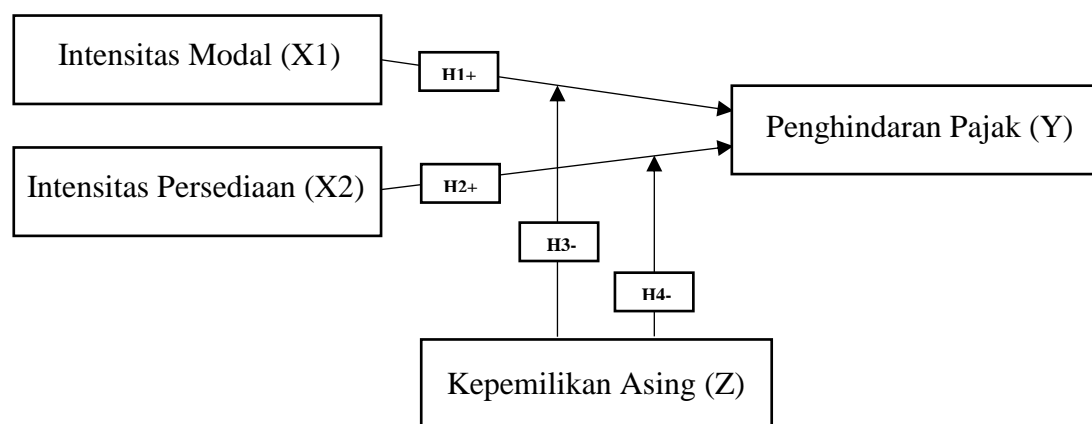 Intensitas Modal (X1)
H1+
Penghindaran Pajak (Y)
Intensitas Persediaan (X2)
H2+
H3-
H4-
Kepemilikan Asing (Z)